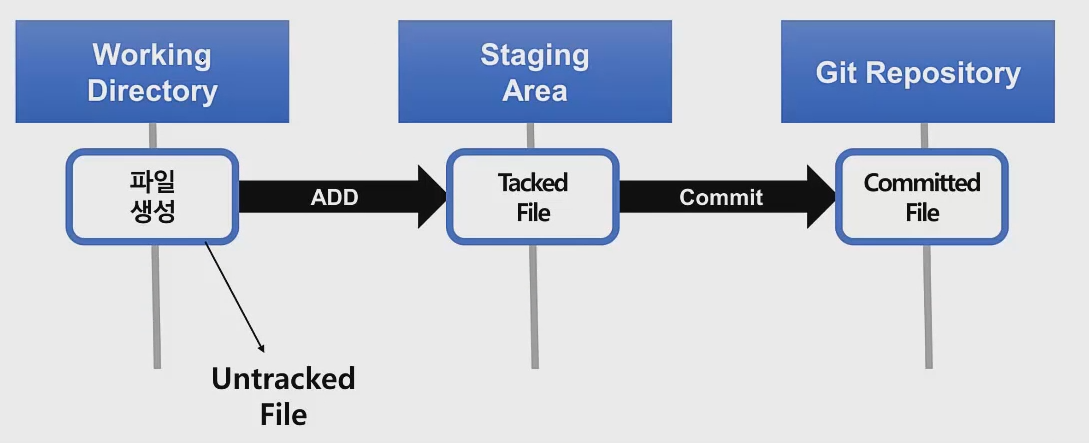 Working
Directory
Staging
Area
Git Repository
파일
생성
ADD
Tacked
File
Commit
Committed
File
Untracked
File